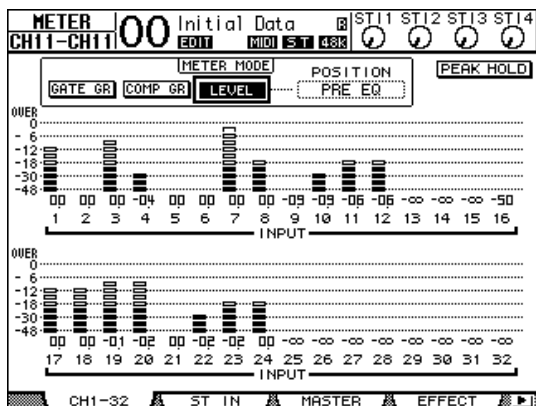 METER 00 Initial Data R ST1 ST2 ST3 ST4
CH11-CH11 EDIT MIDI S.T 48K
METER MODE POSITION PEAK HOLD
GATE GR COMP GR LEVEL PRE EQ
OVER
0
-6
-12
-18
-30
-48
00 00 00 -04 00 00 00 00 -09 -09 -06 -06 -∞ -∞ -∞ -50
1 2 3 4 5 6 7 8 9 10 11 12 13 14 15 16
INPUT
OVER
0
-6
-12
-18
-30
-48
00 00 -01 -02 00 -02 -02 00 -∞ -∞ -∞ -∞ -∞ -∞ -∞ -∞
17 18 19 20 21 22 23 24 25 26 27 28 29 30 31 32
INPUT
CH1-32 ST IN MASTER EFFECT